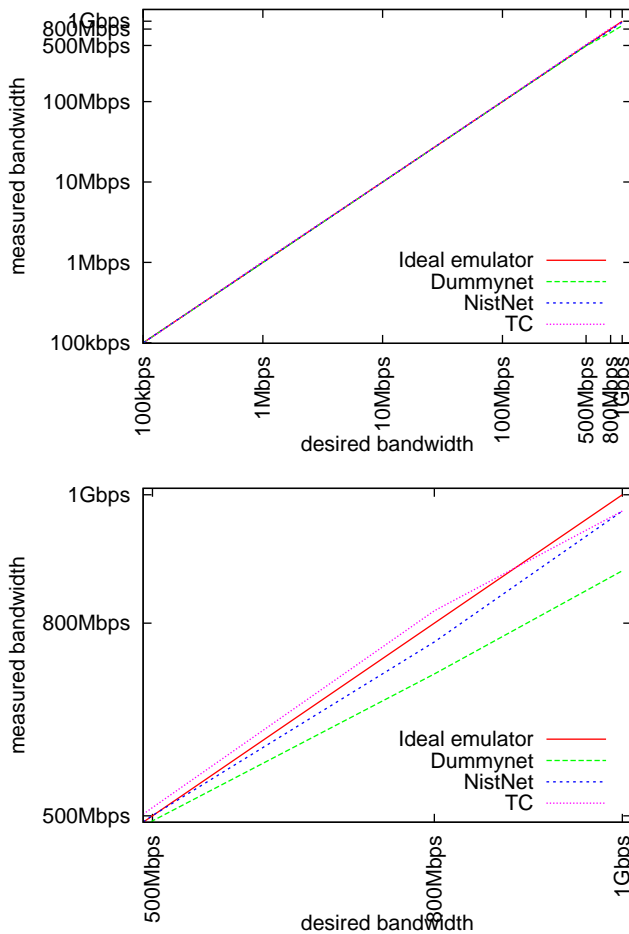 1Gbps
800Mbps
500Mbps
100Mbps
10Mbps
1Mbps
100kbps
measured bandwidth
Ideal emulator
Dummynet
NistNet
TC
100kbps
1Mbps
10Mbps
100Mbps
500Mbps
800Mbps
1Gbps
desired bandwidth
1Gbps
800Mbps
500Mbps
measured bandwidth
Ideal emulator
Dummynet
NistNet
TC
500Mbps
800Mbps
1Gbps
desired bandwidth